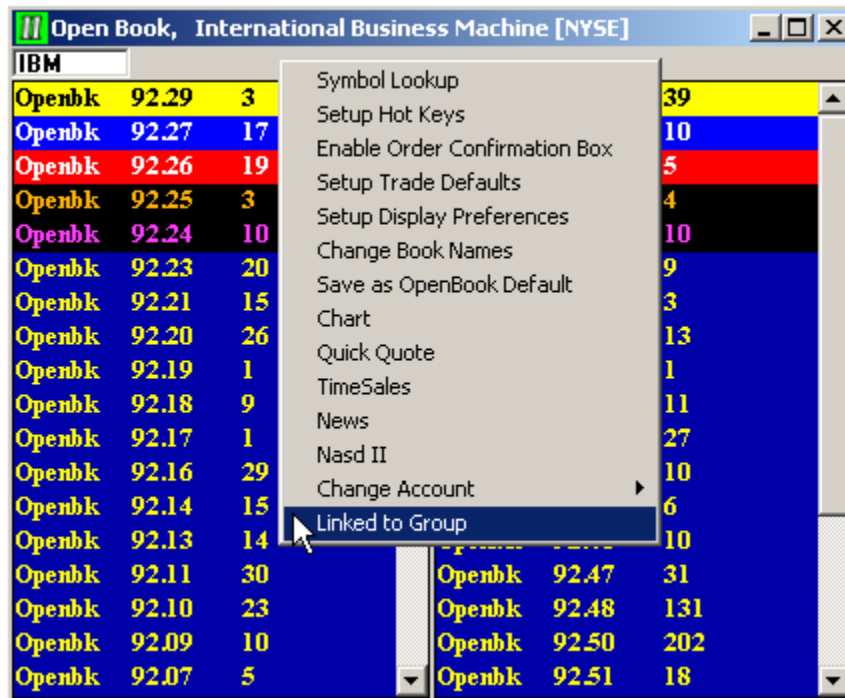 Open Book, International Business Machine [NYSE]
IBM
Openbk 92.29 3 39
Openbk 92.27 17 10
Openbk 92.26 19 5
Openbk 92.25 3 4
Openbk 92.24 10 10
Openbk 92.23 20 9
Openbk 92.21 15 3
Openbk 92.20 26 13
Openbk 92.19 1 1
Openbk 92.18 9 11
Openbk 92.17 1 27
Openbk 92.16 29 10
Openbk 92.14 15 6
Openbk 92.13 14 10
Openbk 92.11 30 Openbk 92.47 31
Openbk 92.10 23 Openbk 92.48 131
Openbk 92.09 10 Openbk 92.50 202
Openbk 92.07 5 Openbk 92.51 18
Symbol Lookup
Setup Hot Keys
Enable Order Confirmation Box
Setup Trade Defaults
Setup Display Preferences
Change Book Names
Save as OpenBook Default
Chart
Quick Quote
TimeSales
News
Nasd II
Change Account
Linked to Group